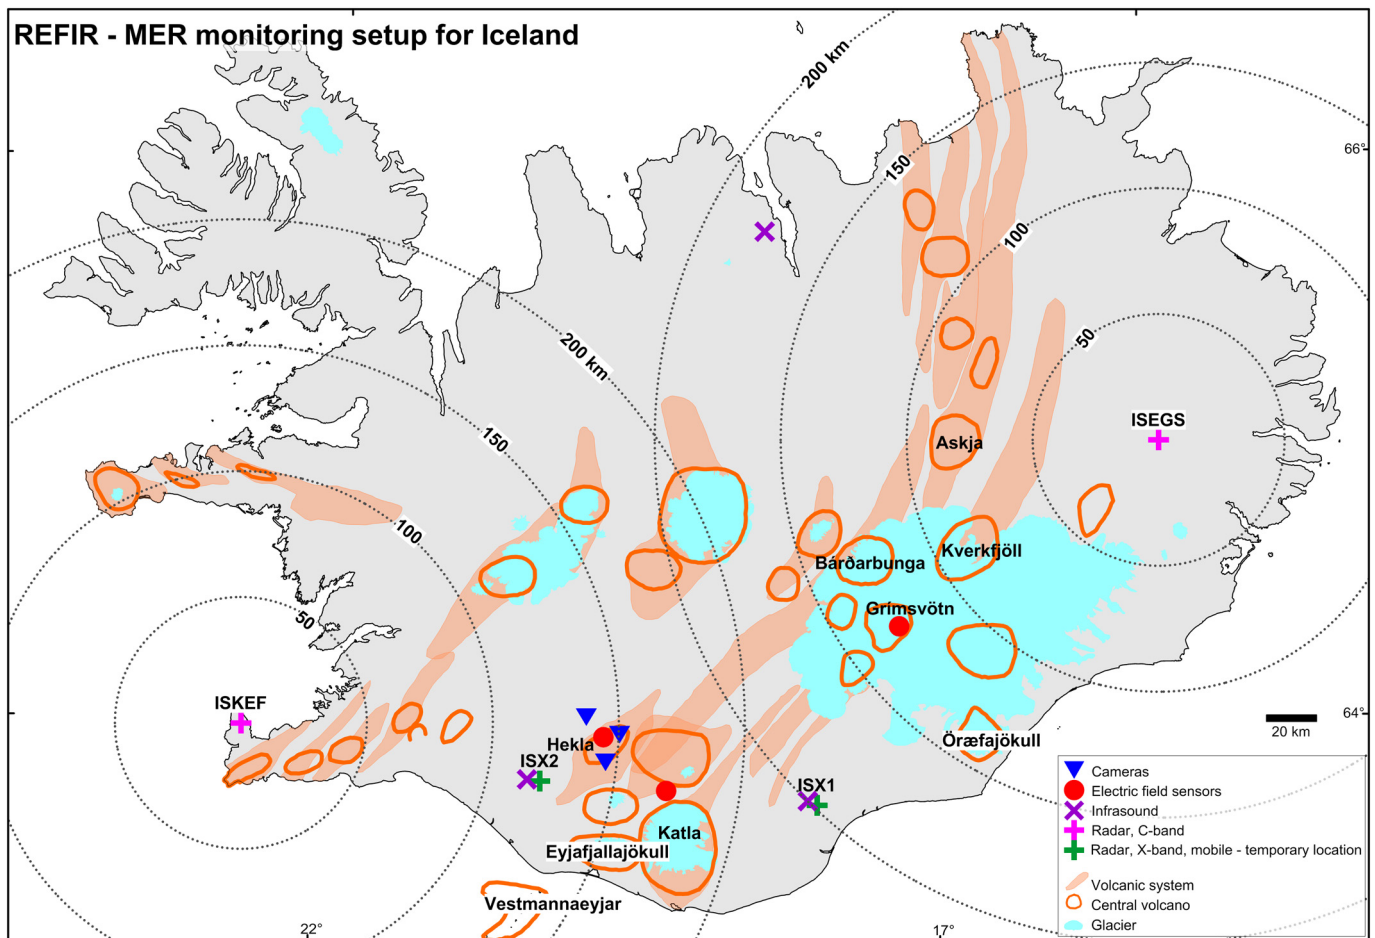 REFIR - MER monitoring setup for Iceland
200 km
66°
150
100
200 km
50
ISEGS
150
Askja
100
Kverkfjöll
Bárðarbunga
Grímsvötn
50
ISKEF
64°
20 km
Öræfajökull
Hekla
ISX2
ISX1
Katla
Eyjafjallajökull
Vestmannaeyjar
22°
17°
Cameras
Electric field sensors
Infrasound
Radar, C-band
Radar, X-band, mobile - temporary location
Volcanic system
Central volcano
Glacier